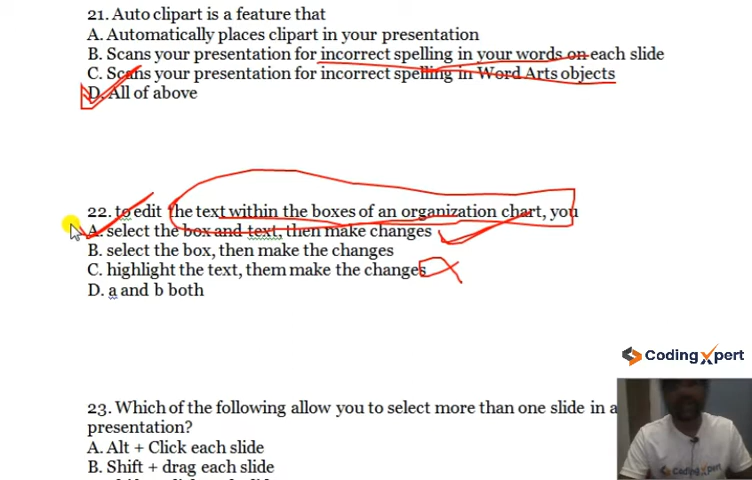 21. Auto clipart is a feature that
A. Automatically places clipart in your presentation
B. Scans your presentation for incorrect spelling in your words on each slide
C. Scans your presentation for incorrect spelling in Word Arts objects
D. All of above
22. to edit the text within the boxes of an organization chart, you
A. select the box and text, then make changes
B. select the box, then make the changes
C. highlight the text, them make the changes
D. a and b both
CodingXpert
23. Which of the following allow you to select more than one slide in a
presentation?
A. Alt + Click each slide
B. Shift + drag each slide
CodingXpert